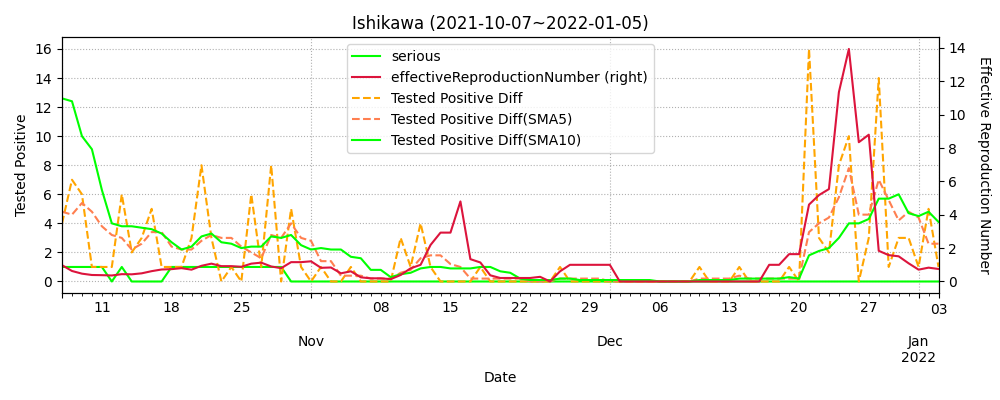 Ishikawa (2021-10-07~2022-01-05)
serious
effectiveReproductionNumber (right)
Tested Positive Diff
Tested Positive Diff(SMA5)
Tested Positive Diff(SMA10)
Tested Positive
16
14
12
10
8
6
4
2
0
14
12
10
8
6
4
2
0
Effective Reproduction Number
11 18 25 08 15 22 29 06 13 20 27 03
Nov Dec Jan
2022
Date